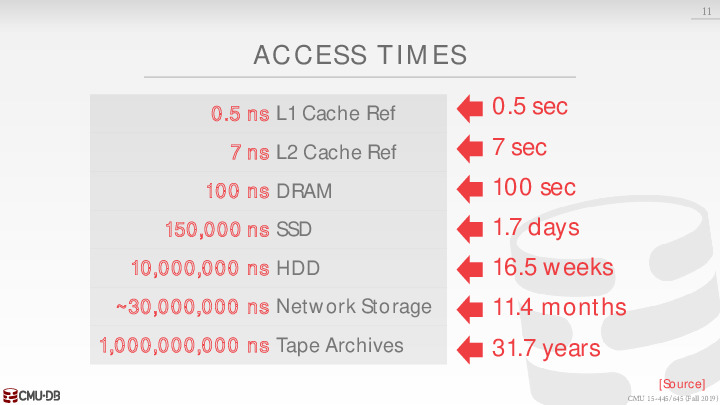 11
ACCESS TIMES
0.5 ns L1 Cache Ref 0.5 sec
7 ns L2 Cache Ref 7 sec
100 ns DRAM 100 sec
150,000 ns SSD 1.7 days
10,000,000 ns HDD 16.5 weeks
~30,000,000 ns Network Storage 11.4 months
1,000,000,000 ns Tape Archives 31.7 years
[Source]
CMU·DB
CMU 15-445/645 (Fall 2019)